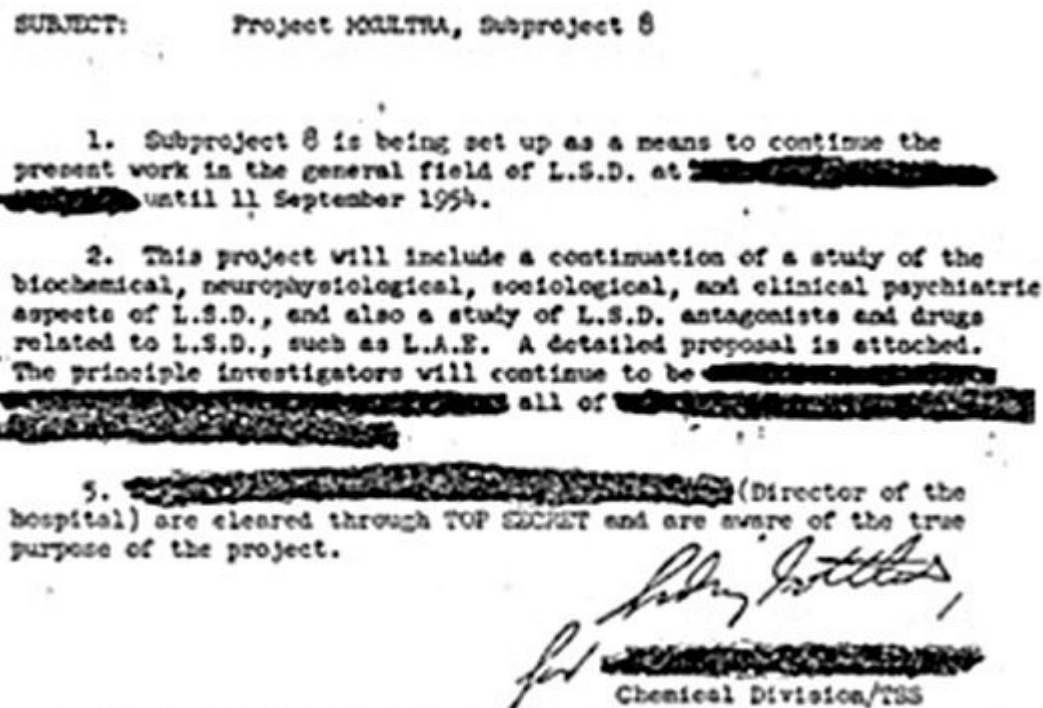 SUBJECT: Project MKULTRA, Subproject 8
1. Subproject 8 is being set up as a means to continue the
present work in the general field of L.S.D. at
until 11 September 1954.
2. This project will include a continuation of a study of the
biochemical, neurophysiological, sociological, and clinical psychiatric
aspects of L.S.D., and also a study of L.S.D. antagonists and drugs
related to L.S.D., such as L.A.E. A detailed proposal is attached.
The principle investigators will continue to be
all of
5. (Director of the
hospital) are cleared through TOP SECRET and are aware of the true
purpose of the project.
Sidney Gottlieb,
for
Chemical Division/TSS